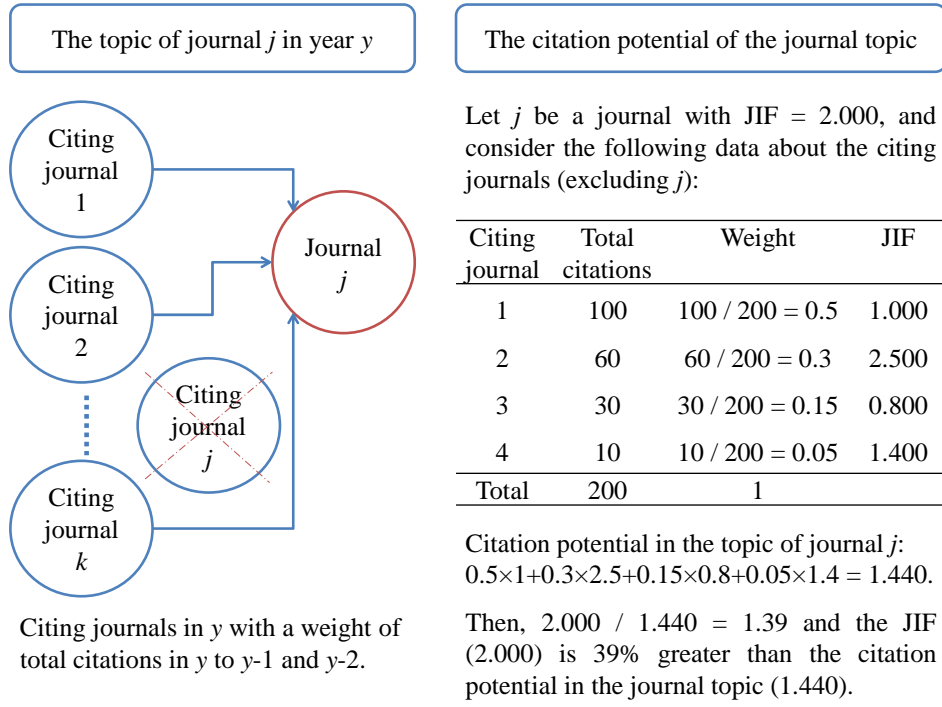 The topic of journal j in year y
Citing
journal
1
Citing
journal
2
Citing
journal
j
Citing
journal
k
Journal
j
Citing journals in y with a weight of
total citations in y to y-1 and y-2.
The citation potential of the journal topic
Let j be a journal with JIF = 2.000, and
consider the following data about the citing
journals (excluding j):
Citing journal Total citations Weight JIF
1 100 100 / 200 = 0.5 1.000
2 60 60 / 200 = 0.3 2.500
3 30 30 / 200 = 0.15 0.800
4 10 10 / 200 = 0.05 1.400
Total 200 1
Citation potential in the topic of journal j:
0.5×1+0.3×2.5+0.15×0.8+0.05×1.4 = 1.440.
Then, 2.000 / 1.440 = 1.39 and the JIF
(2.000) is 39% greater than the citation
potential in the journal topic (1.440).